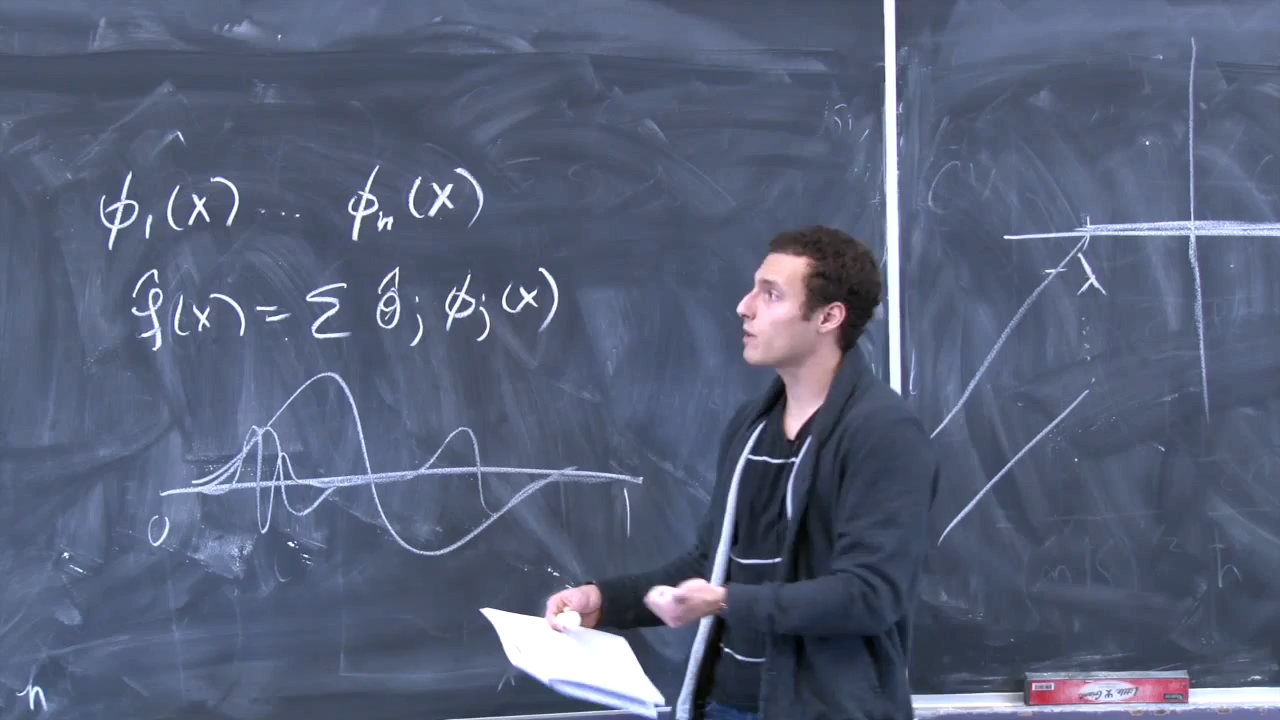 ϕ₁(x) ... ϕₙ(x)
f̂(x) = Σ θ̂ⱼ ϕⱼ(x)
0 1
n
λ